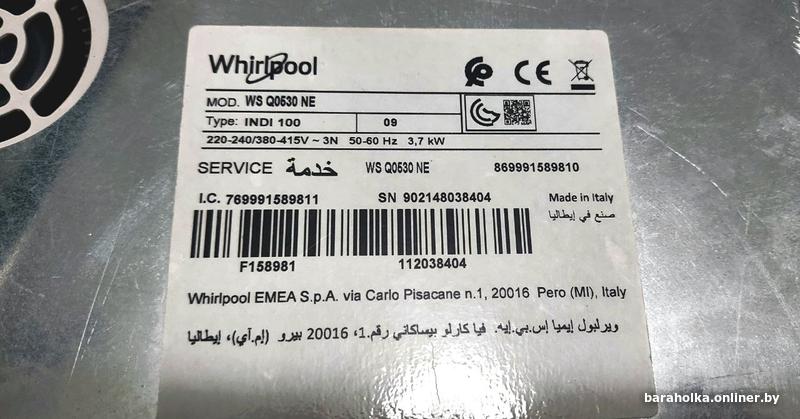 Whirlpool
CE
MOD. WS Q0530 NE
Type: INDI 100 09
220-240/380-415V ~ 3N 50-60 Hz 3,7 kW
SERVICE خدمة WS Q0530 NE 869991589810
I.C. 769991589811 SN 902148038404 Made in Italy
صنع في إيطاليا
F158981 112038404
Whirlpool EMEA S.p.A. via Carlo Pisacane n.1, 20016 Pero (MI), Italy
ويرلبول إيميا إس.بي.إيه. فيا كارلو بيساكاني رقم.1، 20016 بيرو (إم.آي)، إيطاليا
baraholka.onliner.by